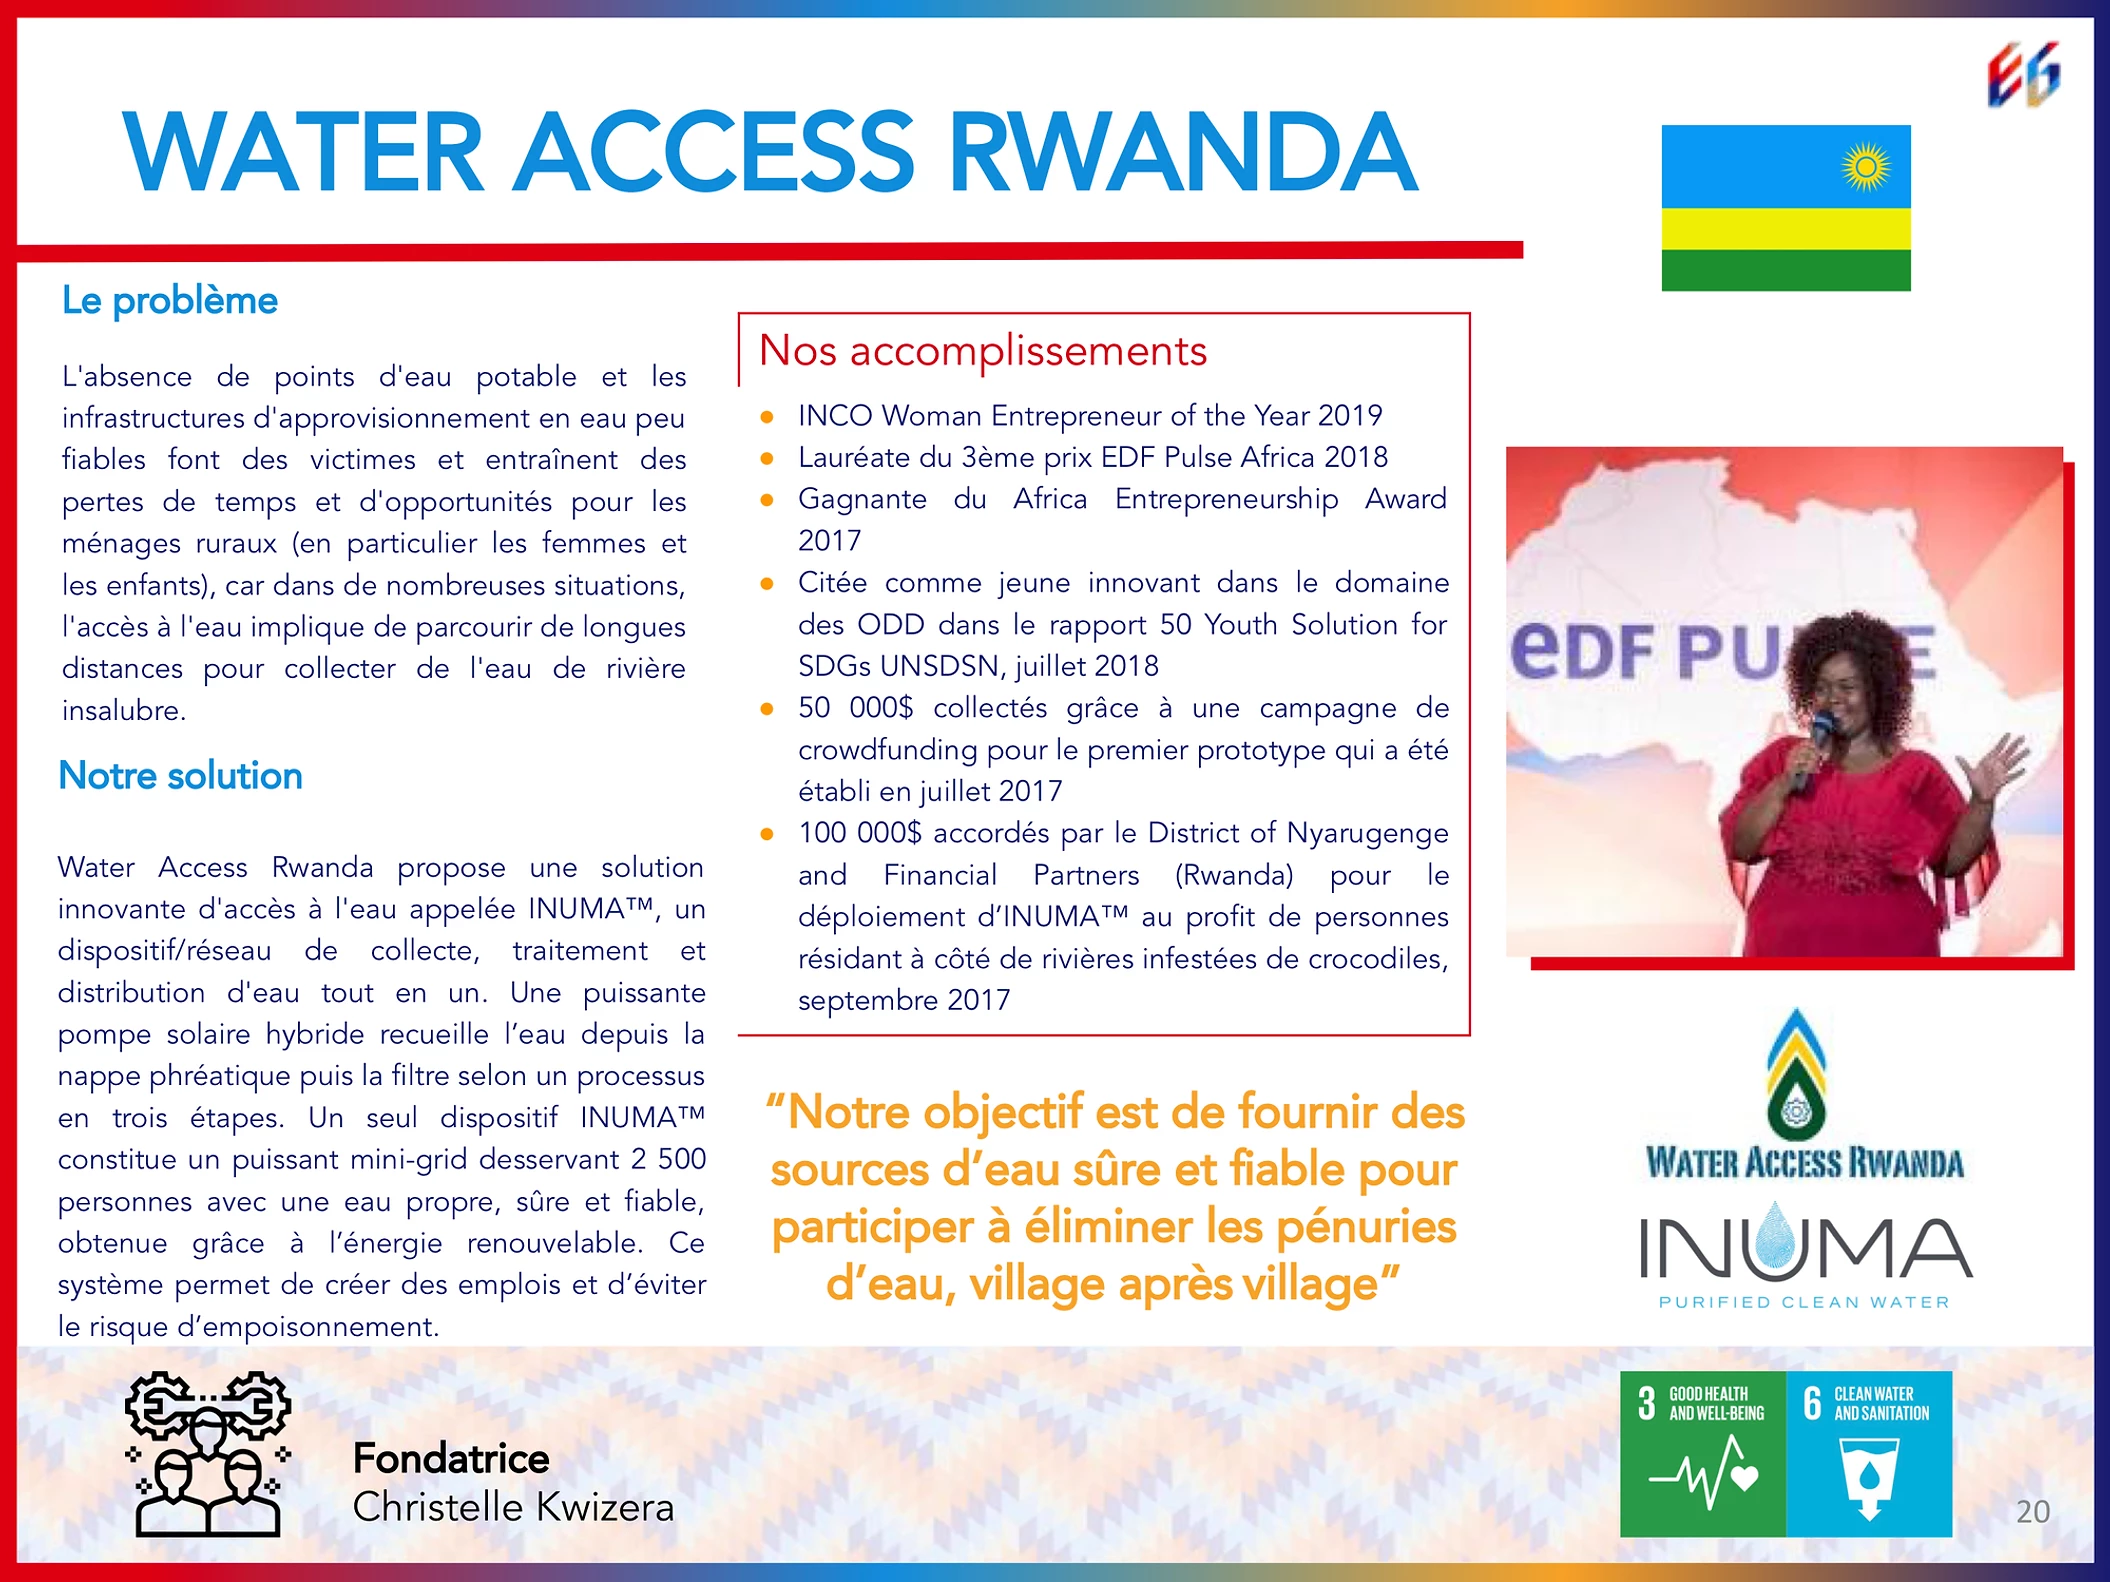 EG
WATER ACCESS RWANDA
Le problème
L'absence de points d'eau potable et les
infrastructures d'approvisionnement en eau peu
fiables font des victimes et entraînent des
pertes de temps et d'opportunités pour les
ménages ruraux (en particulier les femmes et
les enfants), car dans de nombreuses situations,
l'accès à l'eau implique de parcourir de longues
distances pour collecter de l'eau de rivière
insalubre.
Notre solution
Water Access Rwanda propose une solution
innovante d'accès à l'eau appelée INUMA™, un
dispositif/réseau de collecte, traitement et
distribution d'eau tout en un. Une puissante
pompe solaire hybride recueille l’eau depuis la
nappe phréatique puis la filtre selon un processus
en trois étapes. Un seul dispositif INUMA™
constitue un puissant mini-grid desservant 2 500
personnes avec une eau propre, sûre et fiable,
obtenue grâce à l’énergie renouvelable. Ce
système permet de créer des emplois et d’éviter
le risque d’empoisonnement.
Nos accomplissements
● INCO Woman Entrepreneur of the Year 2019
● Lauréate du 3ème prix EDF Pulse Africa 2018
● Gagnante du Africa Entrepreneurship Award
2017
● Citée comme jeune innovant dans le domaine
des ODD dans le rapport 50 Youth Solution for
SDGs UNSDSN, juillet 2018
● 50 000$ collectés grâce à une campagne de
crowdfunding pour le premier prototype qui a été
établi en juillet 2017
● 100 000$ accordés par le District of Nyarugenge
and Financial Partners (Rwanda) pour le
déploiement d’INUMA™ au profit de personnes
résidant à côté de rivières infestées de crocodiles,
septembre 2017
“Notre objectif est de fournir des
sources d’eau sûre et fiable pour
participer à éliminer les pénuries
d’eau, village après village”
eDF PU E
WATER ACCESS RWANDA
INUMA
PURIFIED CLEAN WATER
Fondatrice
Christelle Kwizera
3 GOOD HEALTH
AND WELL-BEING
6 CLEAN WATER
AND SANITATION
20